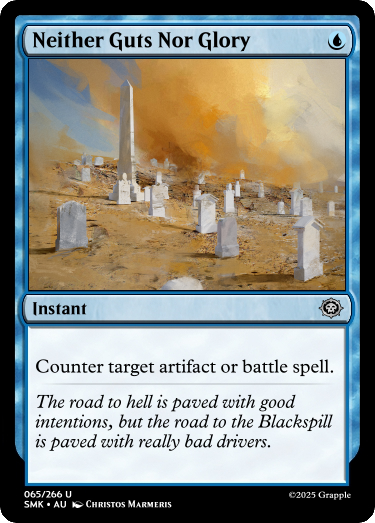 Neither Guts Nor Glory
Instant
Counter target artifact or battle spell.
The road to hell is paved with good
intentions, but the road to the Blackspill
is paved with really bad drivers.
065/266 U
©2025 Grapple
SMK • AU Christos Marmeris